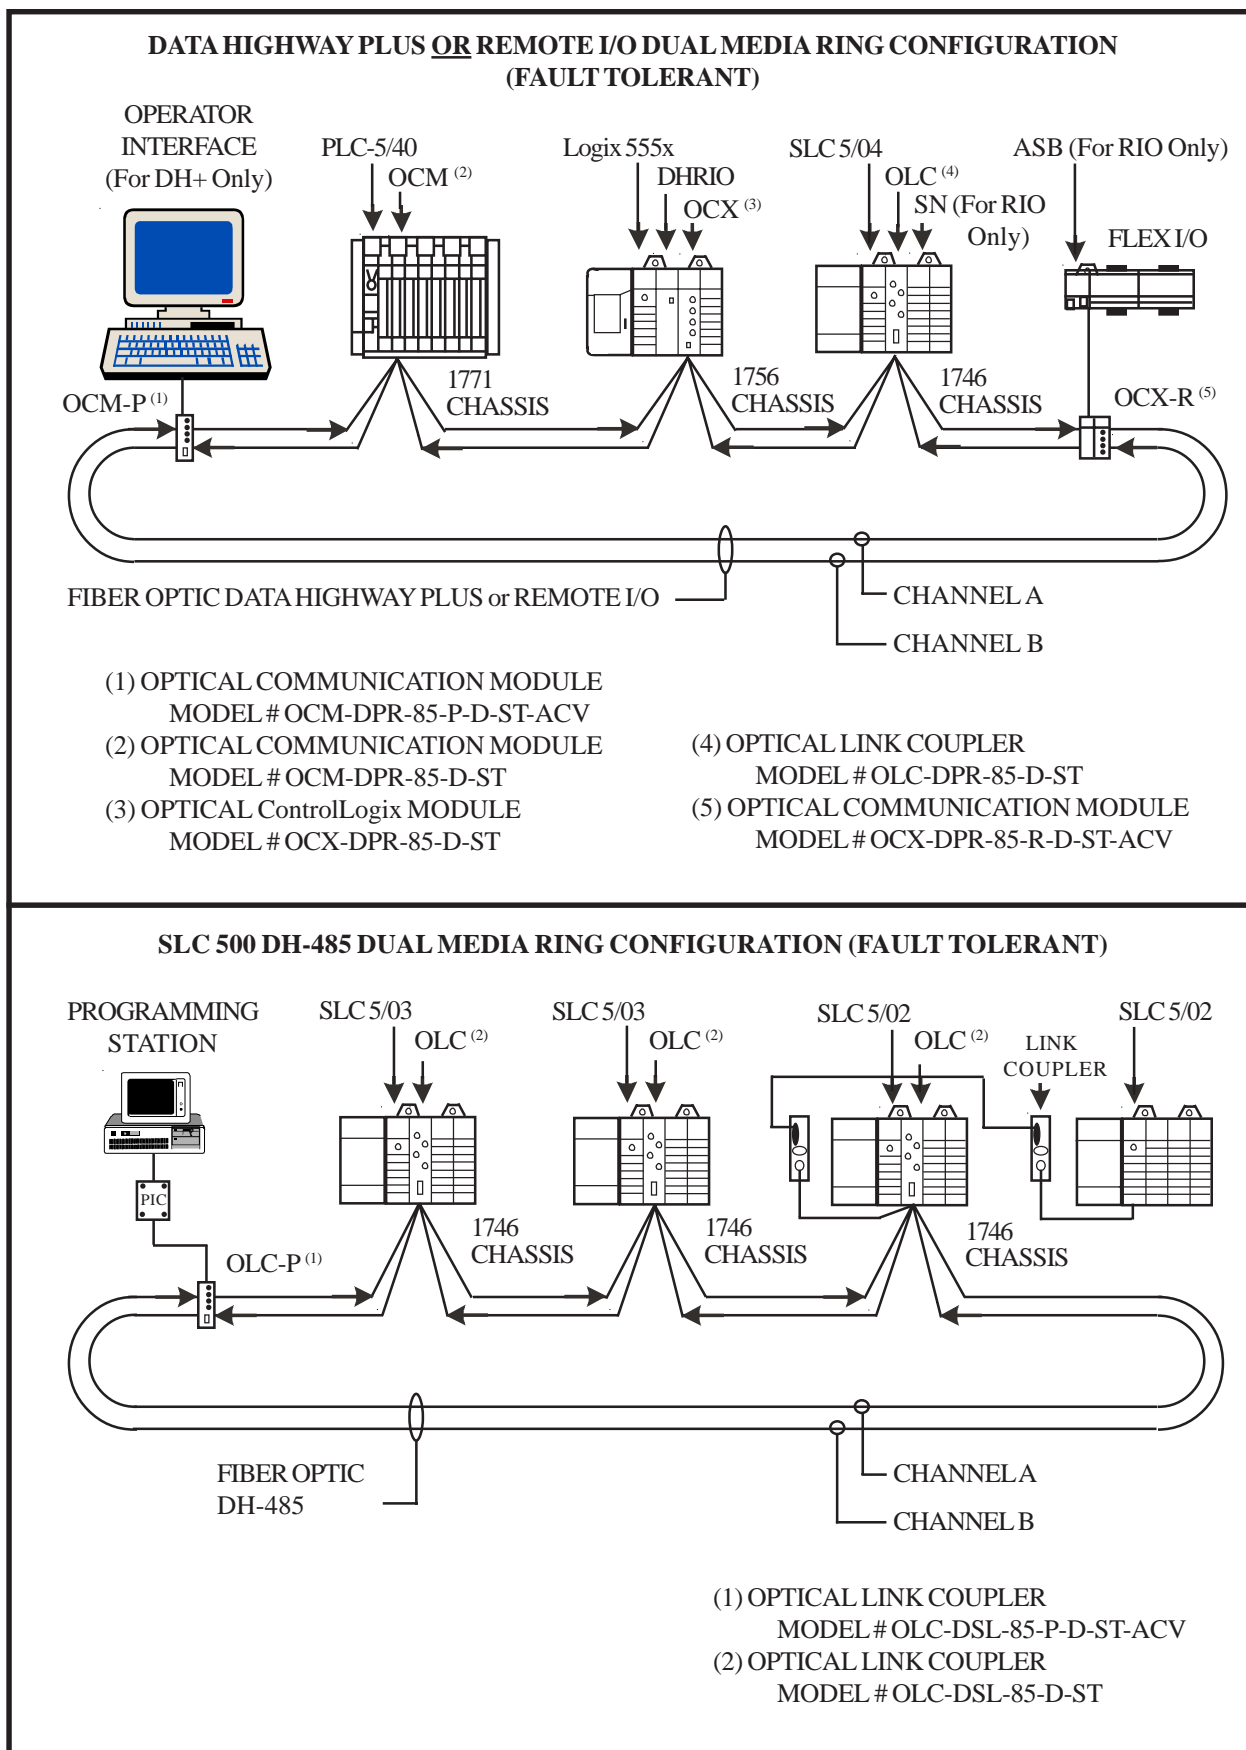 DATA HIGHWAY PLUS OR REMOTE I/O DUAL MEDIA RING CONFIGURATION
(FAULT TOLERANT)
OPERATOR
INTERFACE
(For DH+ Only)
PLC-5/40
OCM (2)
Logix 555x
DHRIO
OCX (3)
SLC 5/04
OLC (4)
SN (For RIO
Only)
ASB (For RIO Only)
FLEX I/O
1771
CHASSIS
1756
CHASSIS
1746
CHASSIS
OCM-P (1)
OCX-R (5)
FIBER OPTIC DATA HIGHWAY PLUS or REMOTE I/O
CHANNEL A
CHANNEL B
(1) OPTICAL COMMUNICATION MODULE
MODEL # OCM-DPR-85-P-D-ST-ACV
(2) OPTICAL COMMUNICATION MODULE
MODEL # OCM-DPR-85-D-ST
(3) OPTICAL ControlLogix MODULE
MODEL # OCX-DPR-85-D-ST
(4) OPTICAL LINK COUPLER
MODEL # OLC-DPR-85-D-ST
(5) OPTICAL COMMUNICATION MODULE
MODEL # OCX-DPR-85-R-D-ST-ACV
SLC 500 DH-485 DUAL MEDIA RING CONFIGURATION (FAULT TOLERANT)
PROGRAMMING
STATION
SLC 5/03
OLC (2)
SLC 5/03
OLC (2)
SLC 5/02
OLC (2)
LINK
COUPLER
SLC 5/02
PIC
OLC-P (1)
1746
CHASSIS
1746
CHASSIS
1746
CHASSIS
FIBER OPTIC
DH-485
CHANNEL A
CHANNEL B
(1) OPTICAL LINK COUPLER
MODEL # OLC-DSL-85-P-D-ST-ACV
(2) OPTICAL LINK COUPLER
MODEL # OLC-DSL-85-D-ST